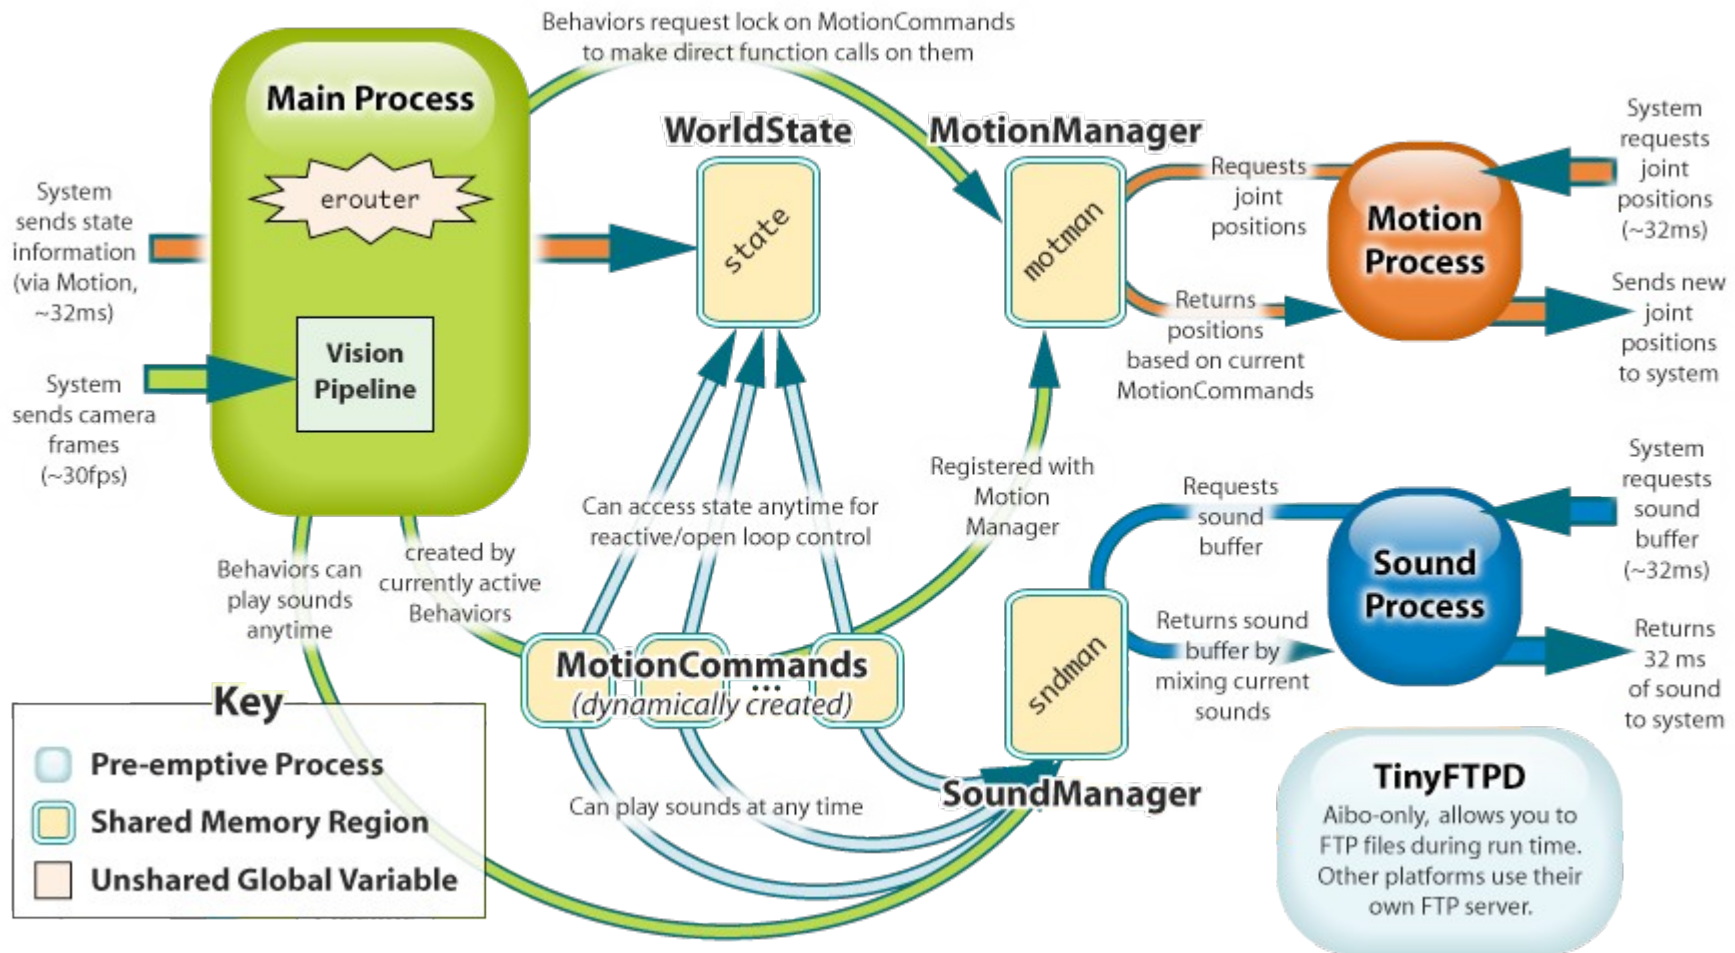 Behaviors request lock on MotionCommands
to make direct function calls on them
Main Process
erouter
Vision
Pipeline
System
sends state
information
(via Motion,
~32ms)
System
sends camera
frames
(~30fps)
WorldState
state
MotionManager
motman
Requests
joint
positions
Returns
positions
based on current
MotionCommands
Motion
Process
System
requests
joint
positions
(~32ms)
Sends new
joint
positions
to system
Can access state anytime for
reactive/open loop control
Registered with
Motion
Manager
Behaviors can
play sounds
anytime
created by
currently active
Behaviors
MotionCommands
...
(dynamically created)
Can play sounds at any time
sndman
SoundManager
Requests
sound
buffer
Returns sound
buffer by
mixing current
sounds
Sound
Process
System
requests
sound
buffer
(~32ms)
Returns
32 ms
of sound
to system
Key
Pre-emptive Process
Shared Memory Region
Unshared Global Variable
TinyFTPD
Aibo-only, allows you to
FTP files during run time.
Other platforms use their
own FTP server.